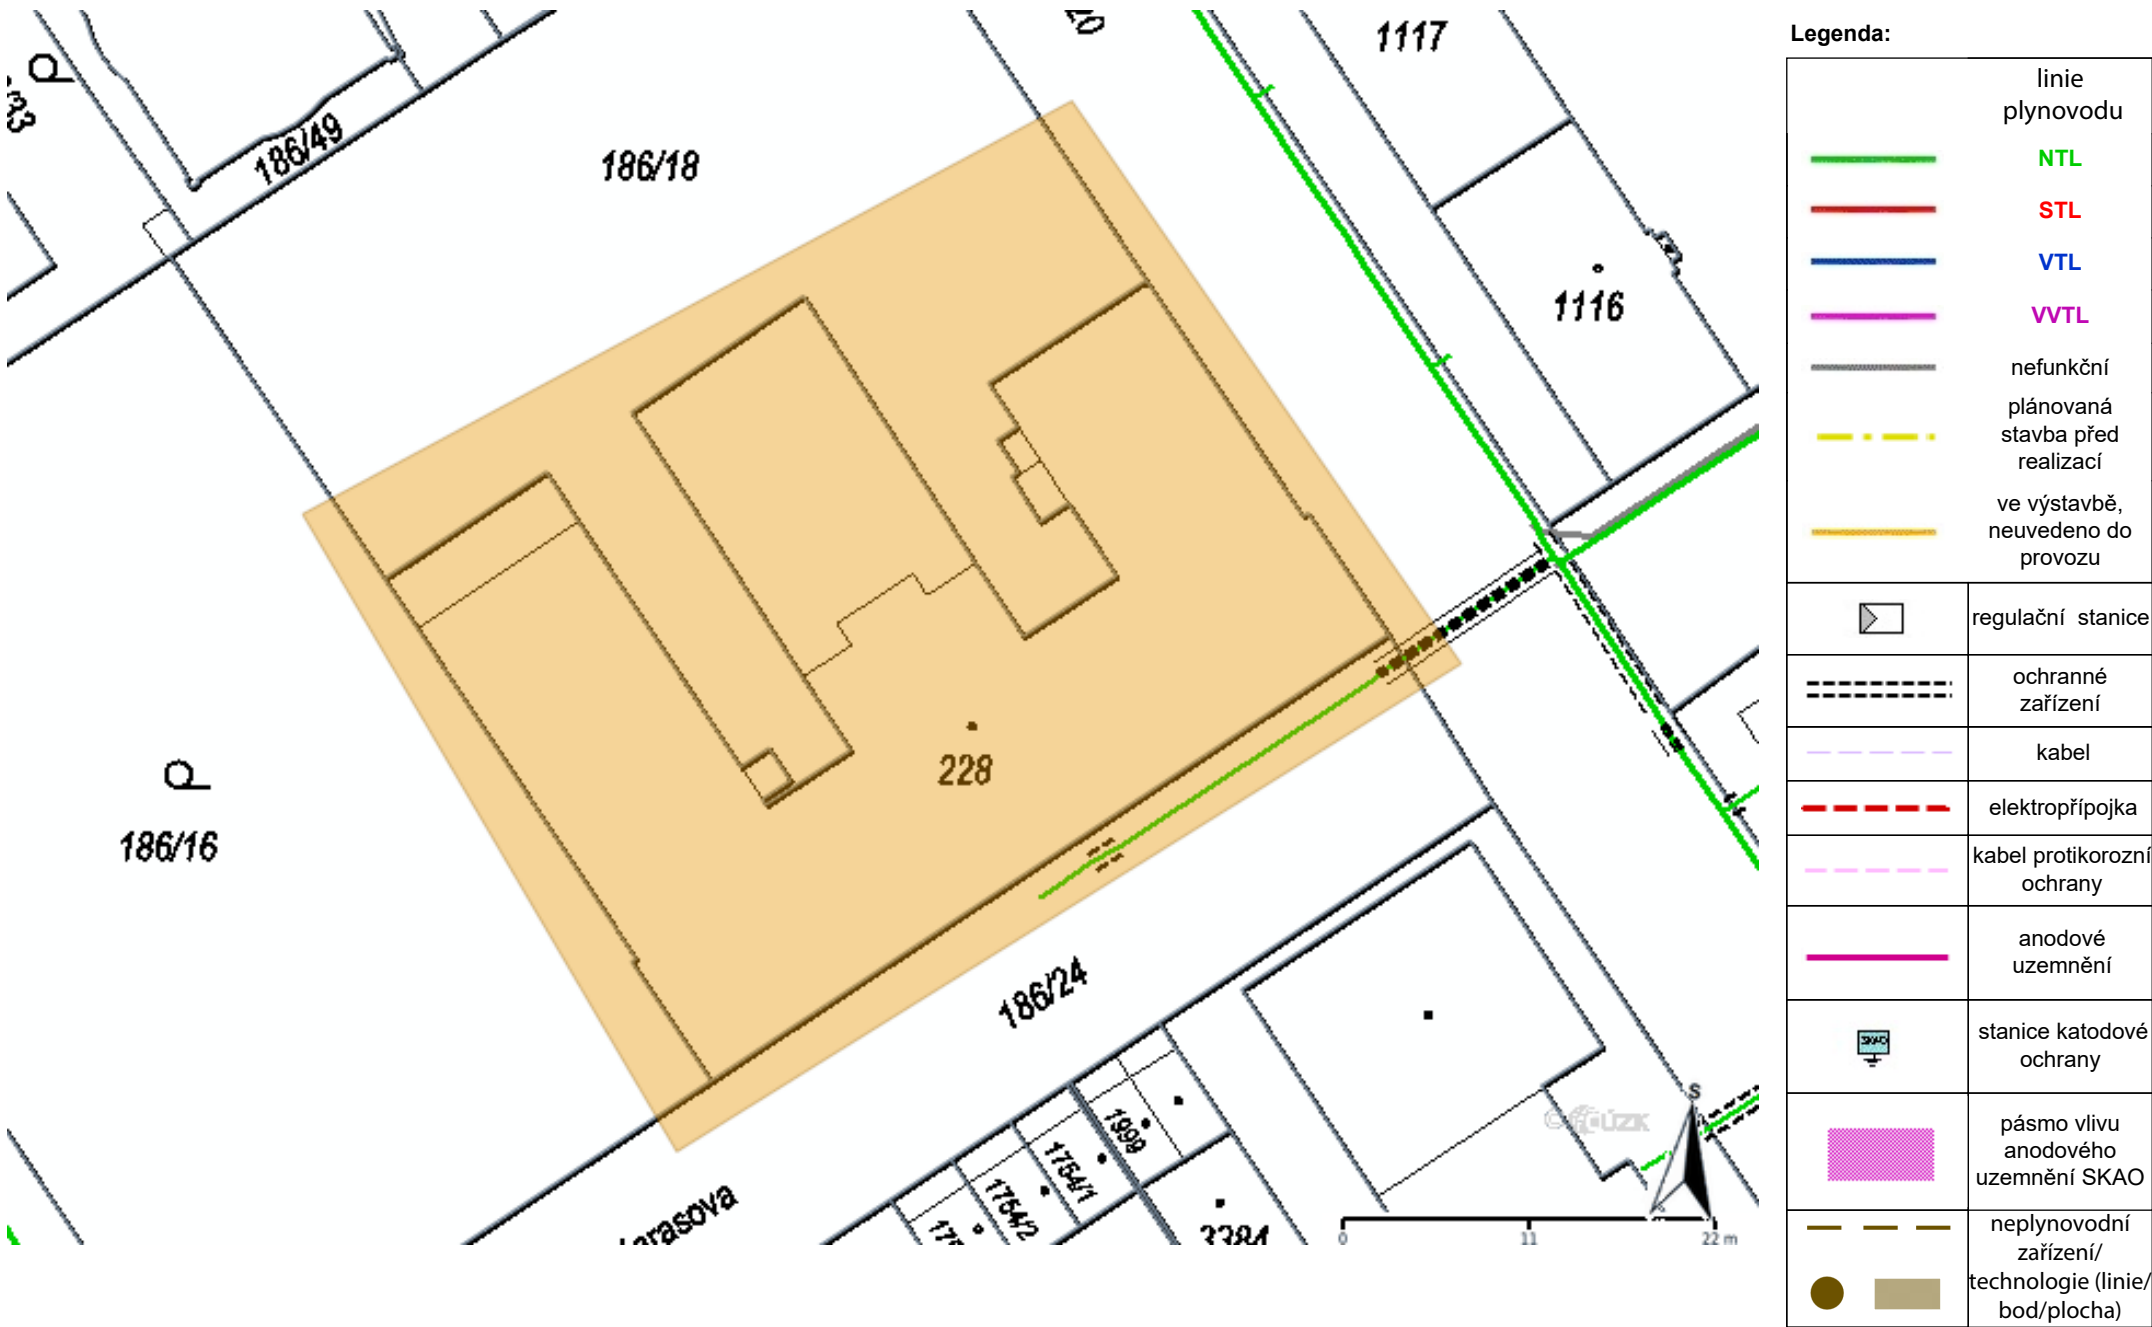 20
1117
Legenda:
186/49
186/18
1116
228
186/16
186/24
1999
1754/1
1754/2
3384
S
0
11
22 m
linie
plynovodu
NTL
STL
VTL
VVTL
nefunkční
plánovaná
stavba před
realizací
ve výstavbě,
neuvedeno do
provozu
regulační stanice
ochranné
zařízení
kabel
elektropřípojka
kabel protikorozní
ochrany
anodové
uzemnění
SKAO
stanice katodové
ochrany
pásmo vlivu
anodového
uzemnění SKAO
neplynovodní
zařízení/
technologie (linie/
bod/plocha)